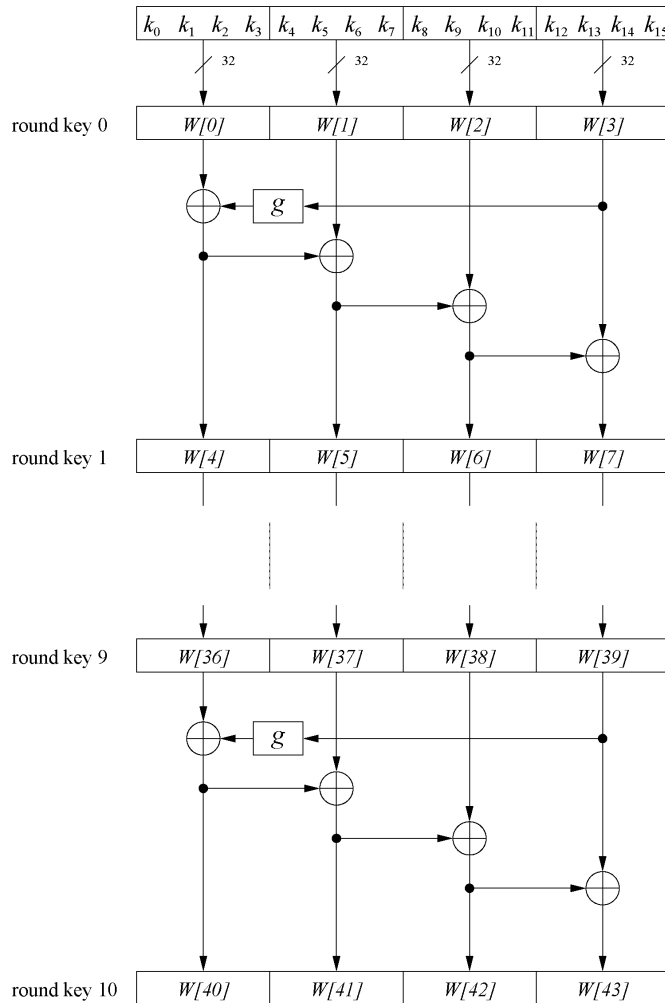 k0 k1 k2 k3 k4 k5 k6 k7 k8 k9 k10 k11 k12 k13 k14 k15
32 32 32 32
round key 0 W[0] W[1] W[2] W[3]
g
round key 1 W[4] W[5] W[6] W[7]
round key 9 W[36] W[37] W[38] W[39]
g
round key 10 W[40] W[41] W[42] W[43]